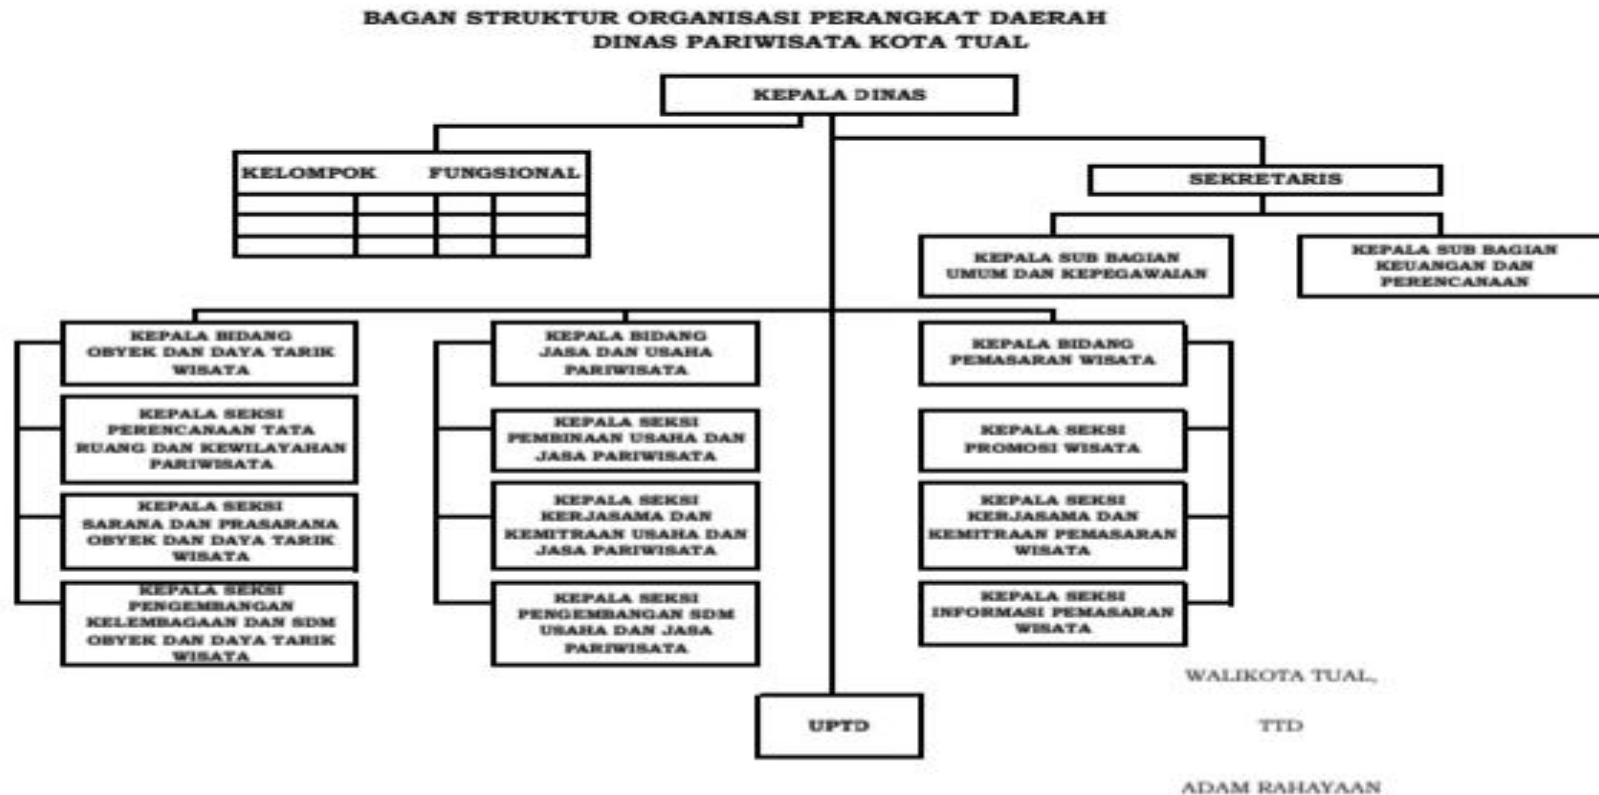 BAGAN STRUKTUR ORGANISASI PERANGKAT DAERAH
DINAS PARIWISATA KOTA TUAL
KEPALA DINAS
KELOMPOK FUNGSIONAL
SEKRETARIS
KEPALA SUB BAGIAN
UMUM DAN KEPEGAWAIAN
KEPALA SUB BAGIAN
KEUANGAN DAN
PERENCANAAN
KEPALA BIDANG
OBYEK DAN DAYA TARIK
WISATA
KEPALA SEKSI
PERENCANAAN TATA
RUANG DAN KEWILAYAHAN
PARIWISATA
KEPALA SEKSI
SARANA DAN PRASARANA
OBYEK DAN DAYA TARIK
WISATA
KEPALA SEKSI
PENGEMBANGAN
KELEMBAGAAN DAN SDM
OBYEK DAN DAYA TARIK
WISATA
KEPALA BIDANG
JASA DAN USAHA
PARIWISATA
KEPALA SEKSI
PEMBINAAN USAHA DAN
JASA PARIWISATA
KEPALA SEKSI
KERJASAMA DAN
KEMITRAAN USAHA DAN
JASA PARIWISATA
KEPALA SEKSI
PENGEMBANGAN SDM
USAHA DAN JASA
PARIWISATA
KEPALA BIDANG
PEMASARAN WISATA
KEPALA SEKSI
PROMOSI WISATA
KEPALA SEKSI
KERJASAMA DAN
KEMITRAAN PEMASARAN
WISATA
KEPALA SEKSI
INFORMASI PEMASARAN
WISATA
UPTD
WALIKOTA TUAL,
TTD
ADAM RAHAYAAN